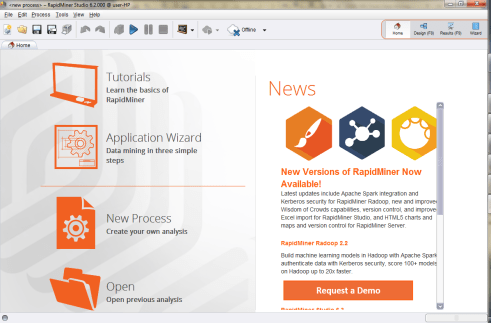 <new process> – RapidMiner Studio 6.2.000 @ user-HP
File Edit Process Tools View Help
Offline
Home Design (F8) Results (F9) Wizard
Home
Tutorials
Learn the basics of
RapidMiner
Application Wizard
Data mining in three simple
steps
New Process
Create your own analysis
Open
Open previous analysis
News
New Versions of RapidMiner Now
Available!
Latest updates include Apache Spark integration and
Kerberos security for RapidMiner Radoop, new and improved
Wisdom of Crowds capabilities, version control, and improve
Excel import for RapidMiner Studio, and HTML5 charts and
maps and version control for RapidMiner Server.
RapidMiner Radoop 2.2
Build machine learning models in Hadoop with Apache Spark
authenticate data with Kerberos security, score 100+ models
on Hadoop up to 20x faster
Request a Demo